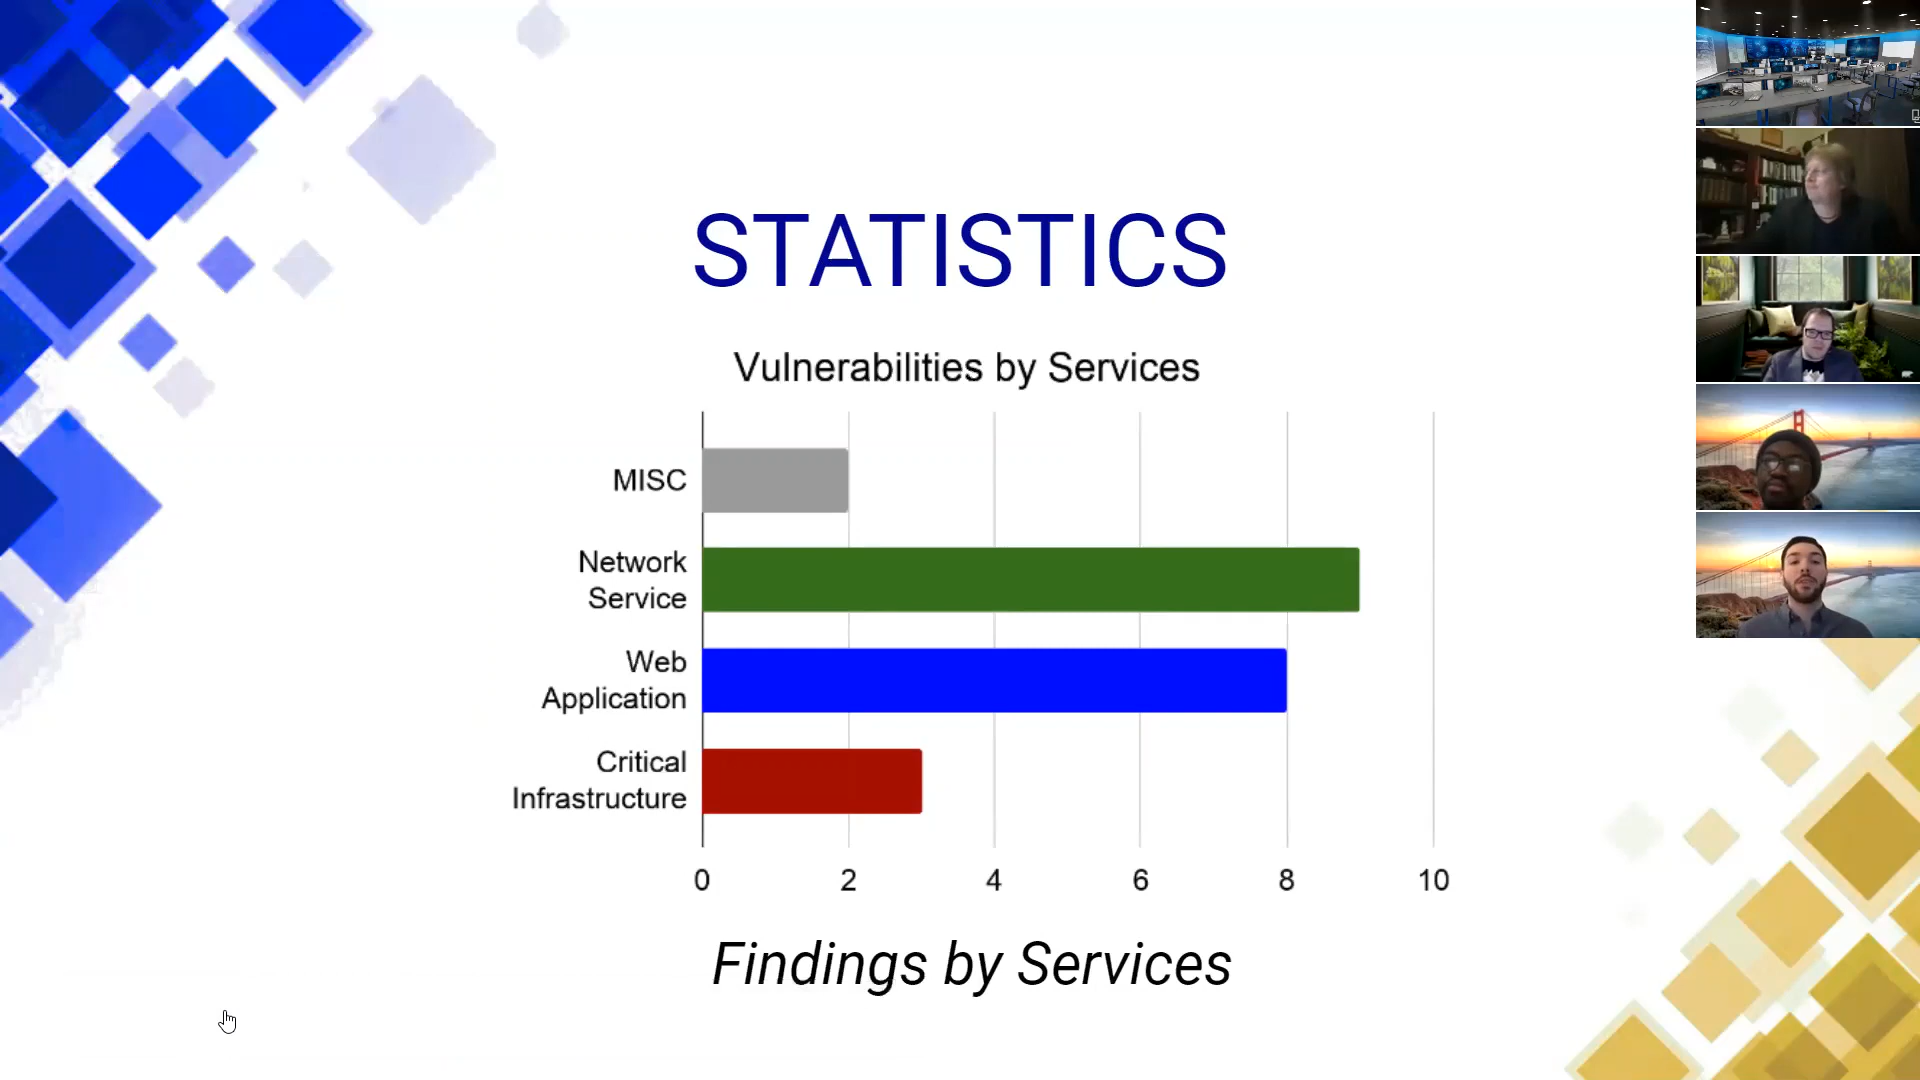 STATISTICS
Vulnerabilities by Services
MISC
Network
Service
Web
Application
Critical
Infrastructure
0 2 4 6 8 10
Findings by Services